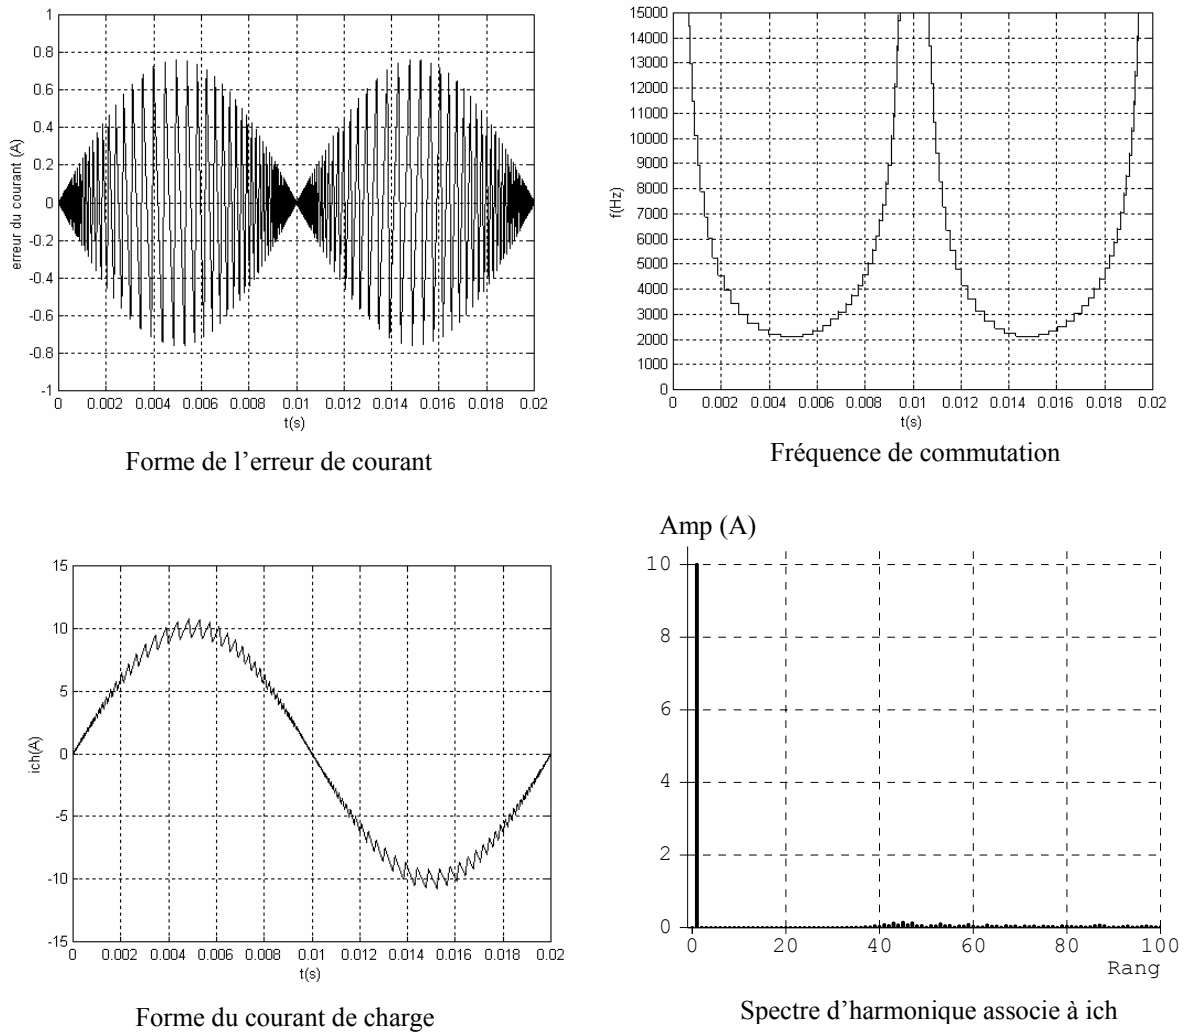 1
0.8
0.6
0.4
0.2
0
-0.2
-0.4
-0.6
-0.8
-1
erreur du courant (A)
0 0.002 0.004 0.006 0.008 0.01 0.012 0.014 0.016 0.018 0.02
t(s)
Forme de l'erreur de courant
15000
14000
13000
12000
11000
10000
9000
8000
7000
6000
5000
4000
3000
2000
1000
0
f(Hz)
0 0.002 0.004 0.006 0.008 0.01 0.012 0.014 0.016 0.018 0.02
t(s)
Fréquence de commutation
15
10
5
0
-5
-10
-15
ich(A)
0 0.002 0.004 0.006 0.008 0.01 0.012 0.014 0.016 0.018 0.02
t(s)
Forme du courant de charge
Amp (A)
10
8
6
4
2
0
0 20 40 60 80 100
Rang
Spectre d'harmonique associe à ich